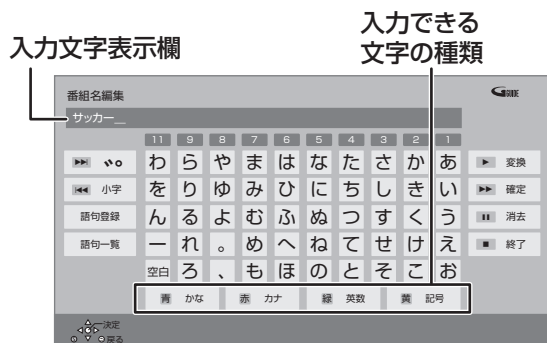 入力できる
文字の種類
入力文字表示欄
番組名編集
GUIDE
サッカー__
11 9 8 7 6 5 4 3 2 1
わ ら や ま は な た さ か あ
を り ゆ み ひ に ち し き い
ん る よ む ふ ぬ つ す く う
ー れ 。 め へ ね て せ け え
空白 ろ 、 も ほ の と そ こ お
▶▶| ゛゜
|◀◀ 小字
語句登録
語句一覧
▶ 変換
▶▶ 確定
⏸ 消去
■ 終了
青 かな 赤 カナ 緑 英数 黄 記号
決定
戻る